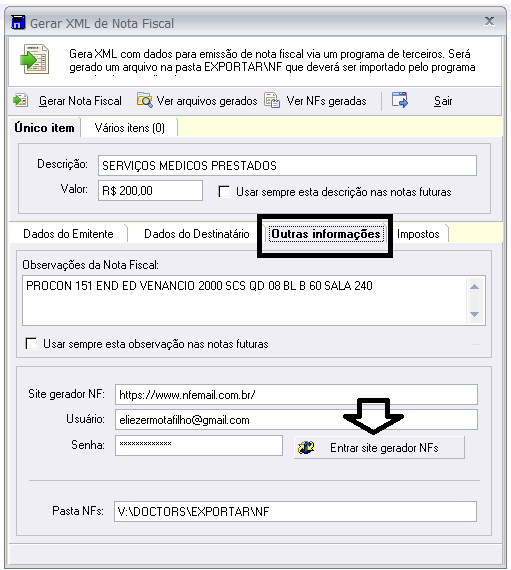 Gerar XML de Nota Fiscal
Gera XML com dados para emissão de nota fiscal via um programa de terceiros. Será
gerado um arquivo na pasta EXPORTAR\NF que deverá ser importado pelo programa
Gerar Nota Fiscal Ver arquivos gerados Ver NFs geradas Sair
Único item Vários itens (0)
Descrição: SERVIÇOS MEDICOS PRESTADOS
Valor: R$ 200,00 Usar sempre esta descrição nas notas futuras
Dados do Emitente Dados do Destinatário Outras informações Impostos
Observações da Nota Fiscal:
PROCON 151 END ED VENANCIO 2000 SCS QD 08 BL B 60 SALA 240
Usar sempre esta observação nas notas futuras
Site gerador NF: https://www.nfemail.com.br/
Usuário: eliezermotafilho@gmail.com
Senha: ************* Entrar site gerador NFs
Pasta NFs: V:\DOCTORS\EXPORTAR\NF